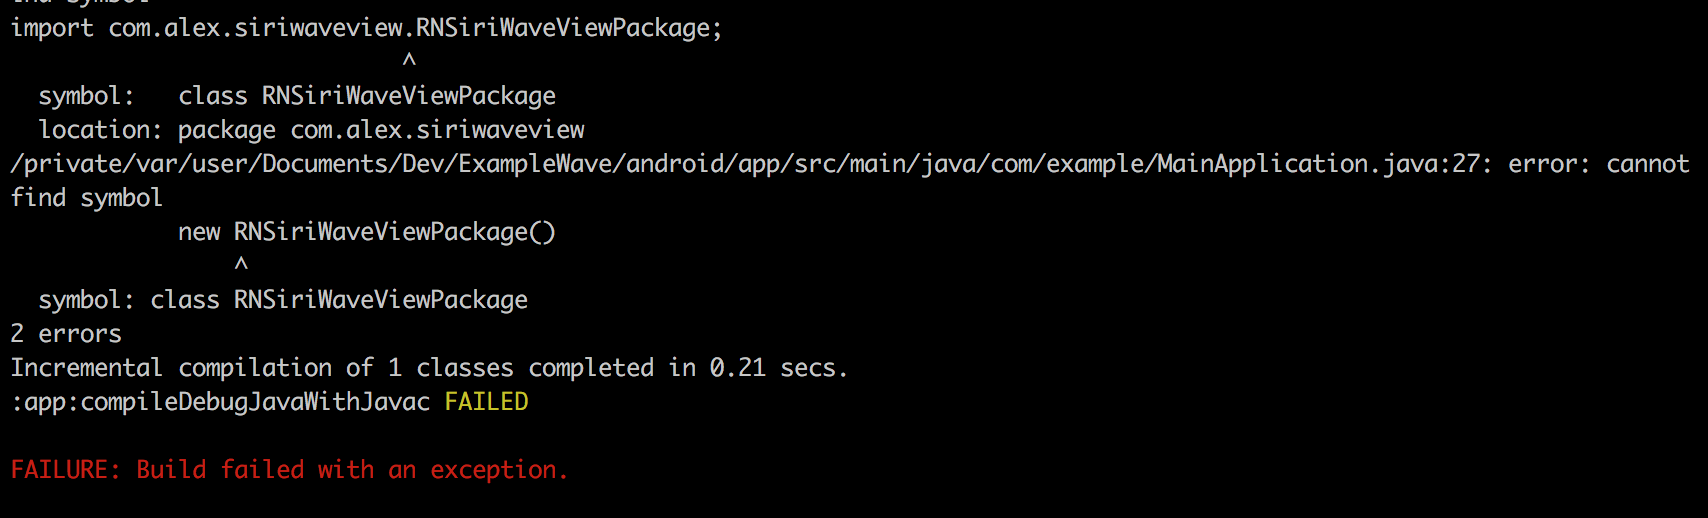 ind symbol
import com.alex.siriwaveview.RNSiriWaveViewPackage;
^
symbol:   class RNSiriWaveViewPackage
location: package com.alex.siriwaveview
/private/var/user/Documents/Dev/ExampleWave/android/app/src/main/java/com/example/MainApplication.java:27: error: cannot
find symbol
new RNSiriWaveViewPackage()
^
symbol: class RNSiriWaveViewPackage
2 errors
Incremental compilation of 1 classes completed in 0.21 secs.
:app:compileDebugJavaWithJavac FAILED
FAILURE: Build failed with an exception.